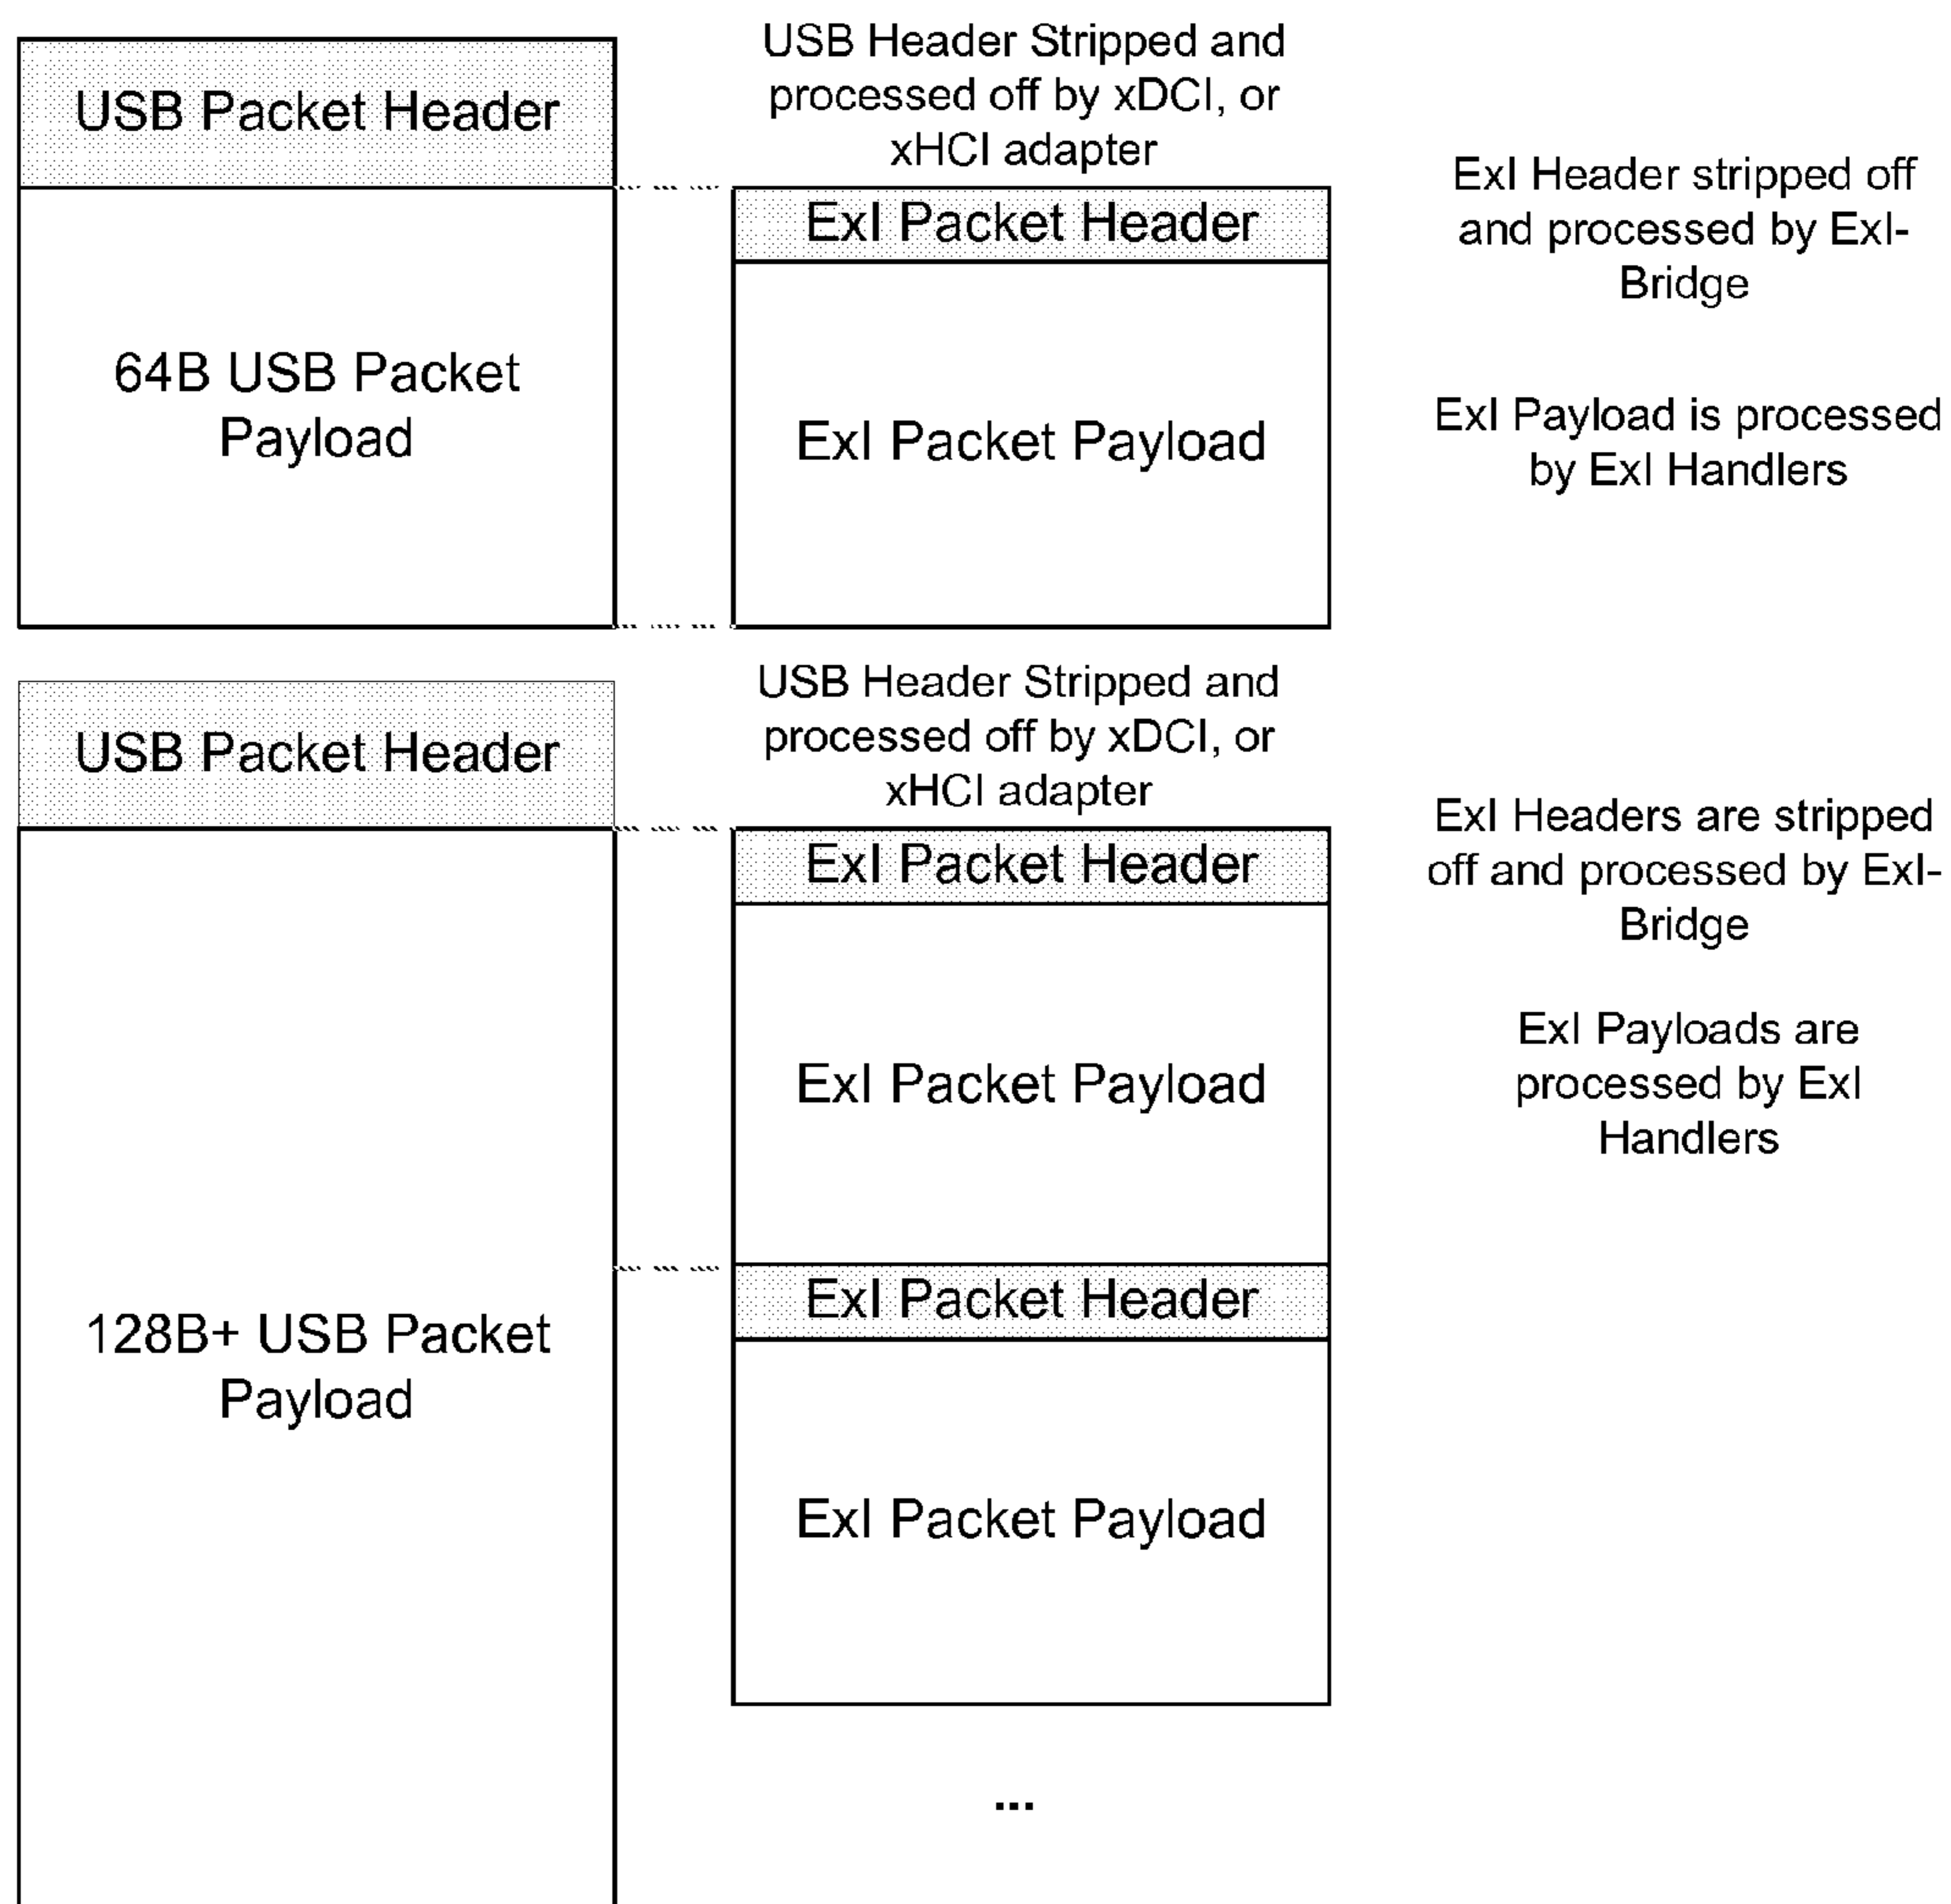 USB Packet Header
64B USB Packet
Payload
USB Header Stripped and
processed off by xDCI, or
xHCI adapter
ExI Packet Header
ExI Packet Payload
ExI Header stripped off
and processed by ExI-
Bridge
ExI Payload is processed
by ExI Handlers
USB Packet Header
128B+ USB Packet
Payload
USB Header Stripped and
processed off by xDCI, or
xHCI adapter
ExI Packet Header
ExI Packet Payload
ExI Packet Header
ExI Packet Payload
...
ExI Headers are stripped
off and processed by ExI-
Bridge
ExI Payloads are
processed by ExI
Handlers